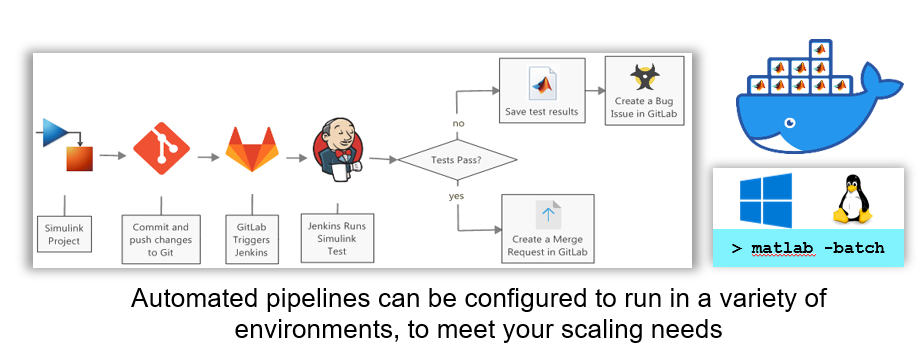 Simulink
Project
Commit and
push changes
to Git
GitLab
Triggers
Jenkins
Jenkins Runs
Simulink
Test
Tests Pass?
no
Save test results
Create a Bug
Issue in GitLab
yes
Create a Merge
Request in GitLab
> matlab -batch
Automated pipelines can be configured to run in a variety of
environments, to meet your scaling needs